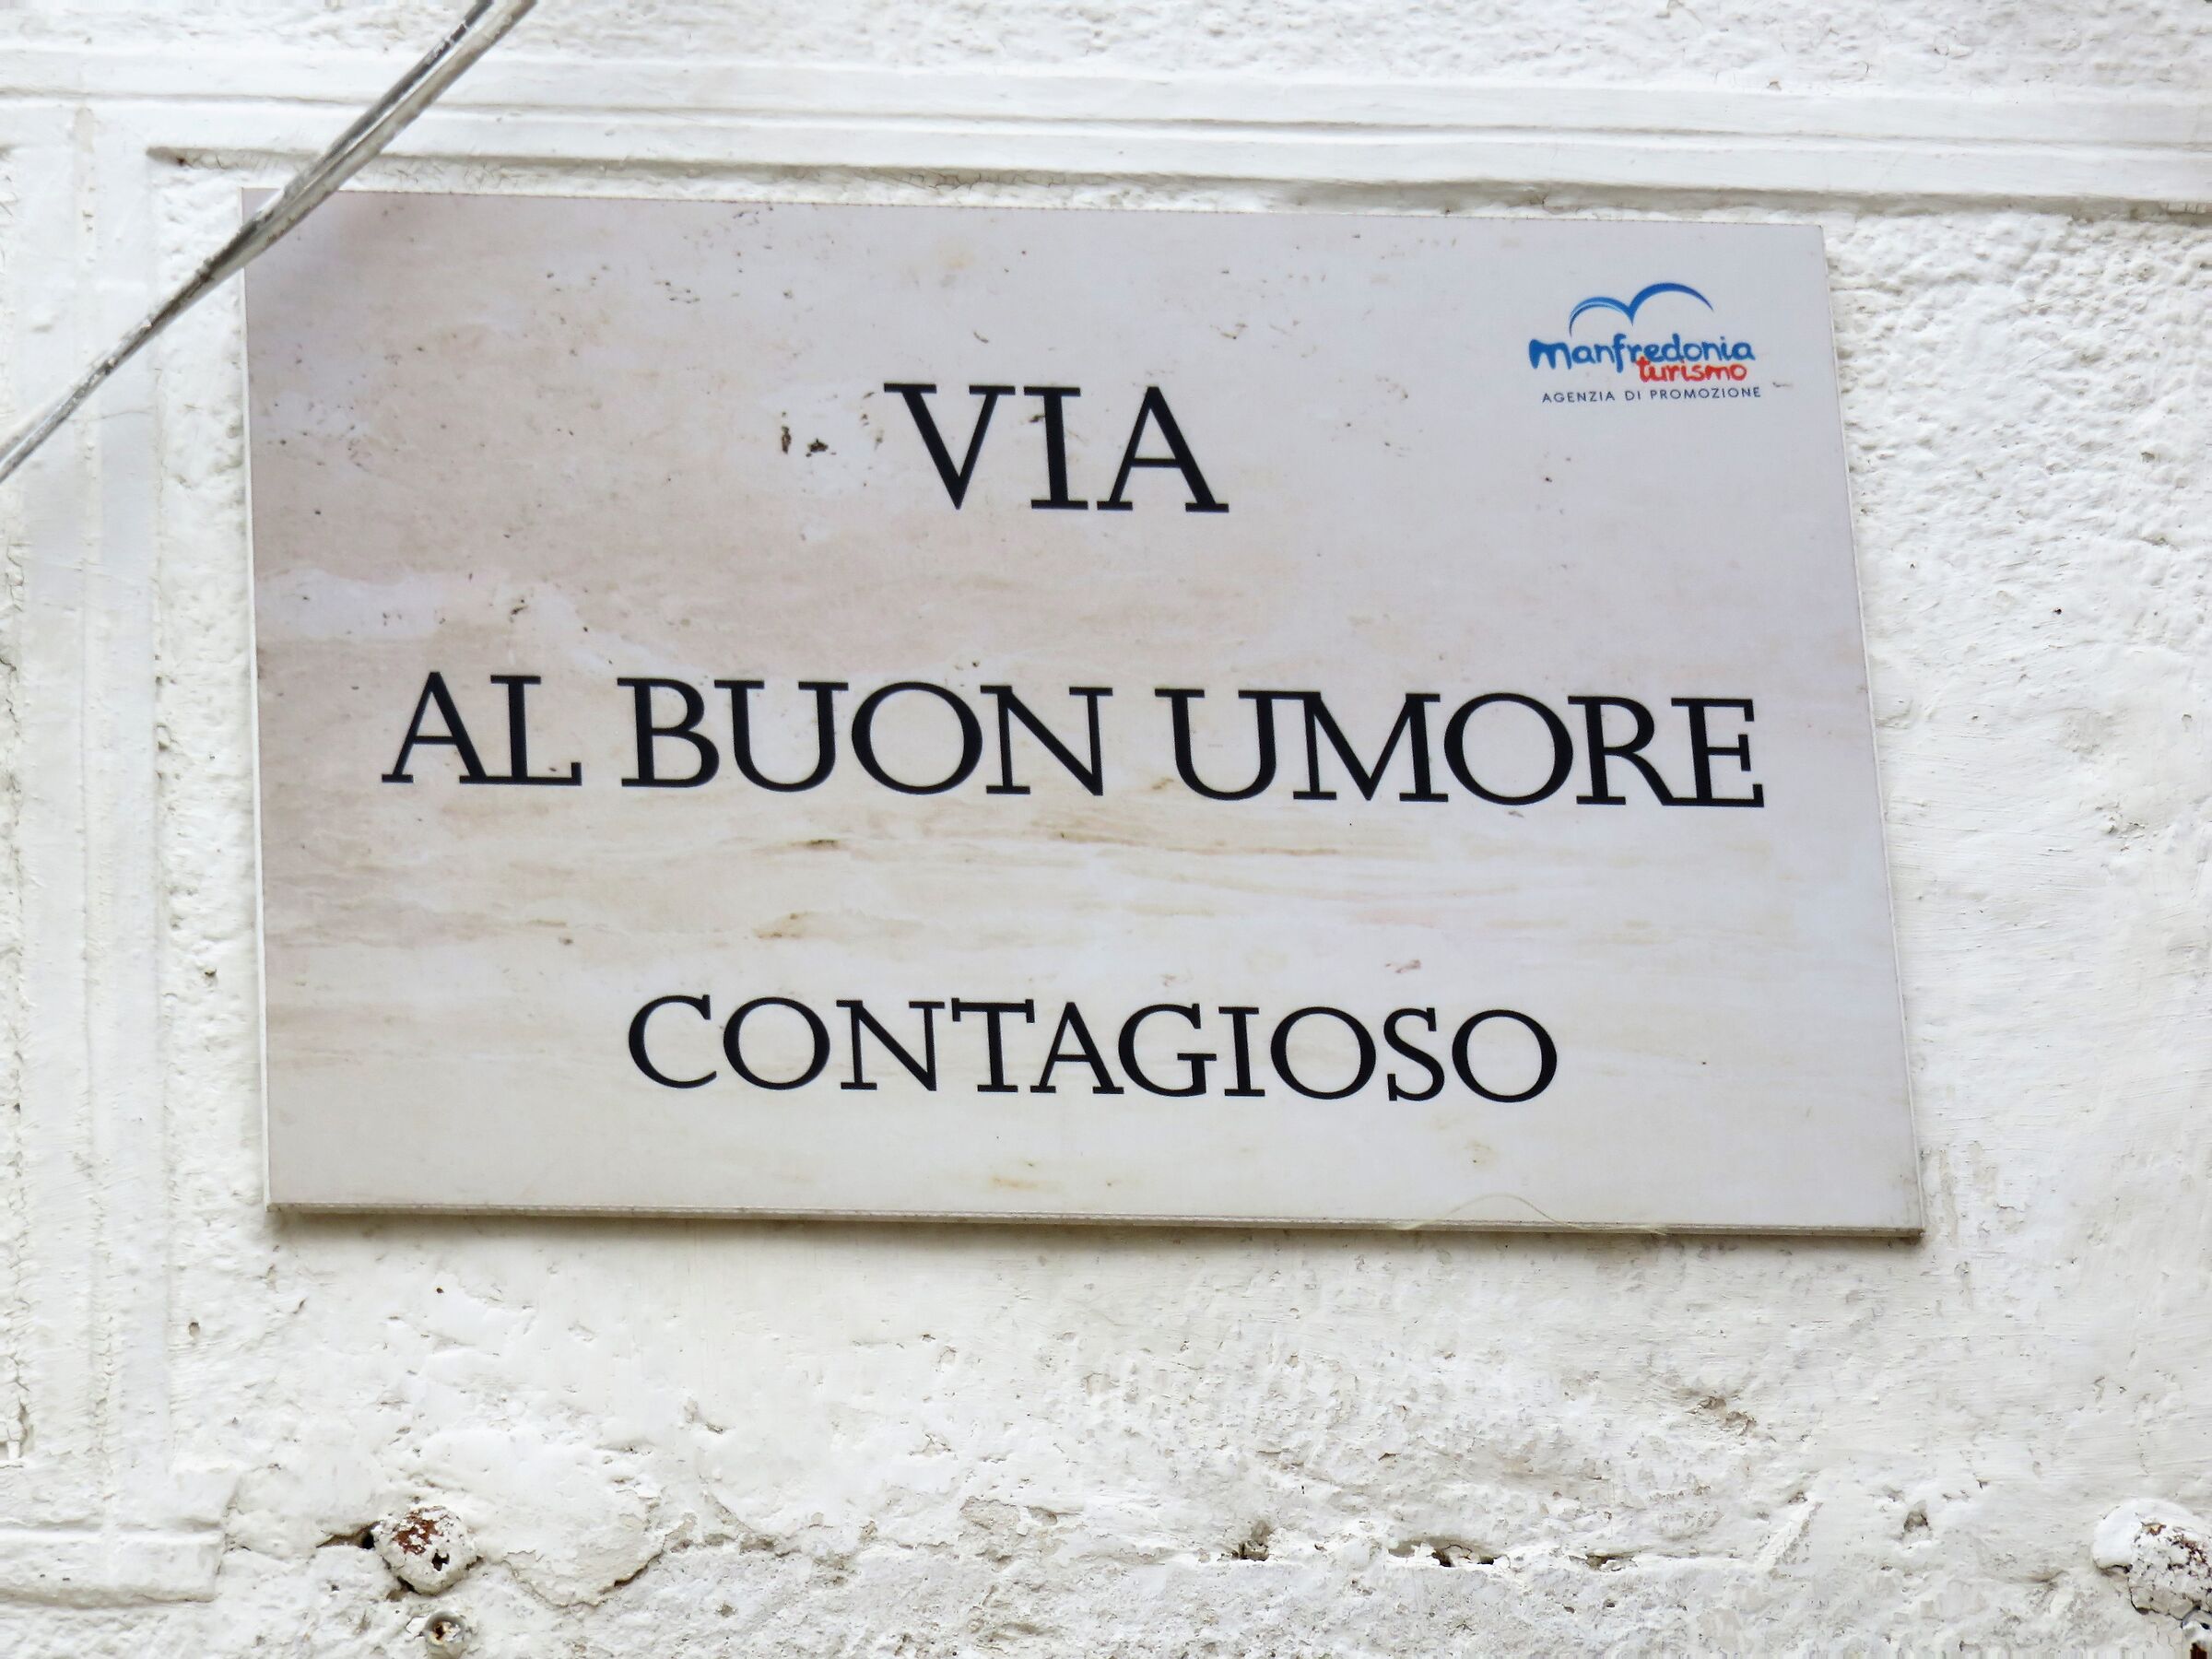 manfredonia
turismo
AGENZIA DI PROMOZIONE
VIA
AL BUON UMORE
CONTAGIOSO